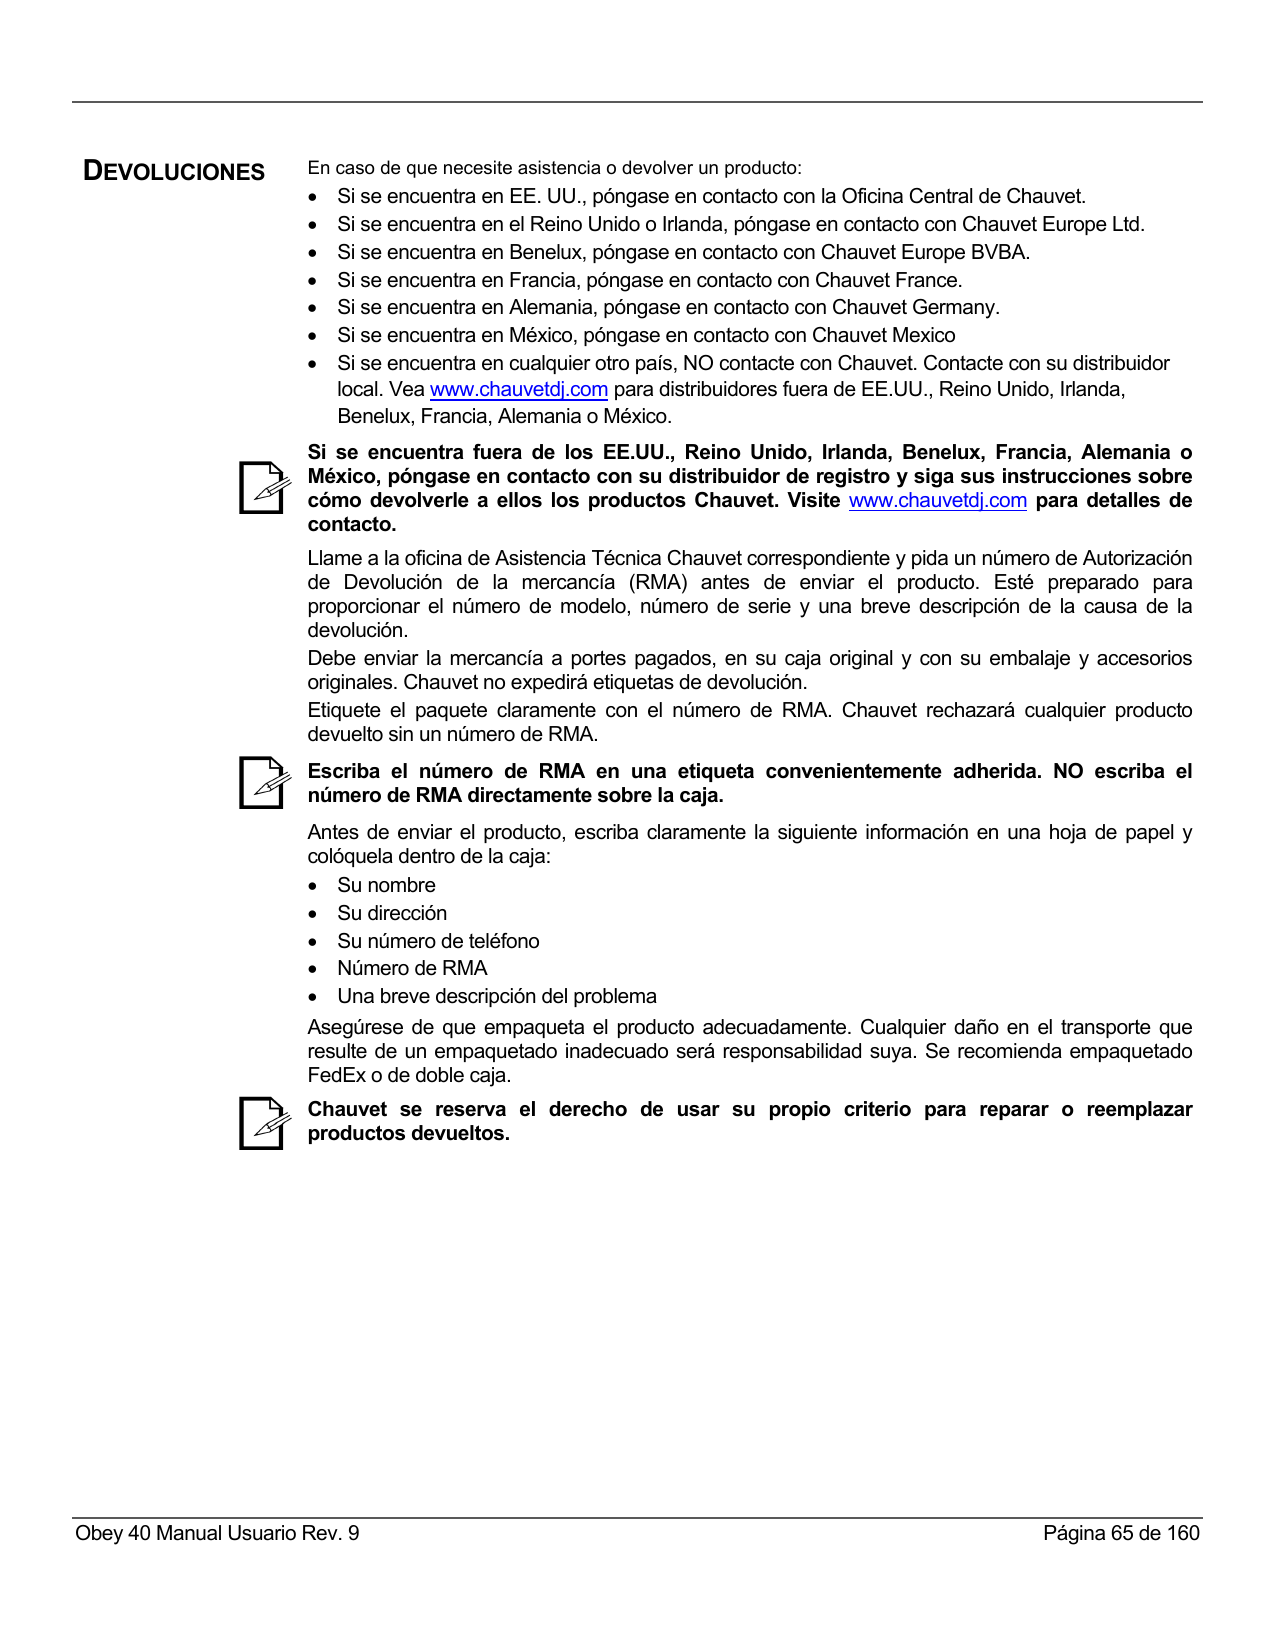 DEVOLUCIONES
En caso de que necesite asistencia o devolver un producto:
• Si se encuentra en EE. UU., póngase en contacto con la Oficina Central de Chauvet.
• Si se encuentra en el Reino Unido o Irlanda, póngase en contacto con Chauvet Europe Ltd.
• Si se encuentra en Benelux, póngase en contacto con Chauvet Europe BVBA.
• Si se encuentra en Francia, póngase en contacto con Chauvet France.
• Si se encuentra en Alemania, póngase en contacto con Chauvet Germany.
• Si se encuentra en México, póngase en contacto con Chauvet Mexico
• Si se encuentra en cualquier otro país, NO contacte con Chauvet. Contacte con su distribuidor
local. Vea www.chauvetdj.com para distribuidores fuera de EE.UU., Reino Unido, Irlanda,
Benelux, Francia, Alemania o México.
Si se encuentra fuera de los EE.UU., Reino Unido, Irlanda, Benelux, Francia, Alemania o
México, póngase en contacto con su distribuidor de registro y siga sus instrucciones sobre
cómo devolverle a ellos los productos Chauvet. Visite www.chauvetdj.com para detalles de
contacto.
Llame a la oficina de Asistencia Técnica Chauvet correspondiente y pida un número de Autorización
de Devolución de la mercancía (RMA) antes de enviar el producto. Esté preparado para
proporcionar el número de modelo, número de serie y una breve descripción de la causa de la
devolución.
Debe enviar la mercancía a portes pagados, en su caja original y con su embalaje y accesorios
originales. Chauvet no expedirá etiquetas de devolución.
Etiquete el paquete claramente con el número de RMA. Chauvet rechazará cualquier producto
devuelto sin un número de RMA.
Escriba el número de RMA en una etiqueta convenientemente adherida. NO escriba el
número de RMA directamente sobre la caja.
Antes de enviar el producto, escriba claramente la siguiente información en una hoja de papel y
colóquela dentro de la caja:
• Su nombre
• Su dirección
• Su número de teléfono
• Número de RMA
• Una breve descripción del problema
Asegúrese de que empaqueta el producto adecuadamente. Cualquier daño en el transporte que
resulte de un empaquetado inadecuado será responsabilidad suya. Se recomienda empaquetado
FedEx o de doble caja.
Chauvet se reserva el derecho de usar su propio criterio para reparar o reemplazar
productos devueltos.
Obey 40 Manual Usuario Rev. 9
Página 65 de 160